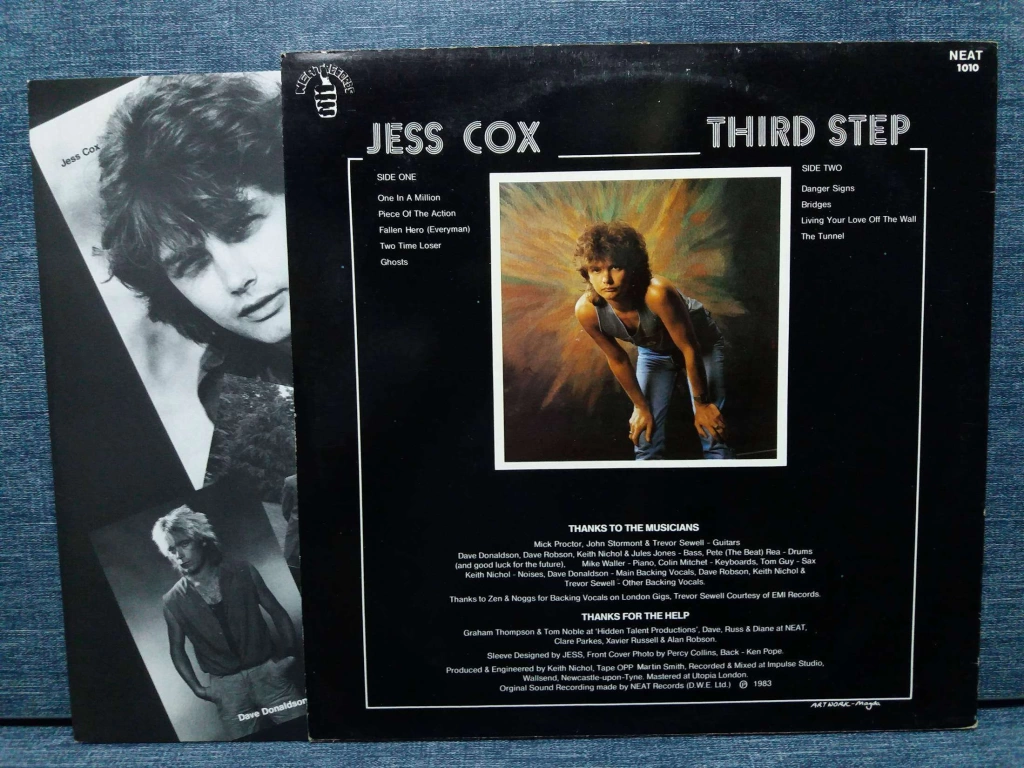 Jess Cox
Dave Donaldson
NEAT
1010
JESS COX
THIRD STEP
SIDE ONE
One In A Million
Piece Of The Action
Fallen Hero (Everyman)
Two Time Loser
Ghosts
SIDE TWO
Danger Signs
Bridges
Living Your Love Off The Wall
The Tunnel
THANKS TO THE MUSICIANS
Mick Proctor, John Stormont & Trevor Sewell - Guitars
Dave Donaldson, Dave Robson, Keith Nichol & Jules Jones - Bass, Pete (The Beat) Rea - Drums
(and good luck for the future), Mike Waller - Piano, Colin Mitchel - Keyboards, Tom Guy - Sax
Keith Nichol - Noises, Dave Donaldson - Main Backing Vocals, Dave Robson, Keith Nichol &
Trevor Sewell - Other Backing Vocals.
Thanks to Zen & Noggs for Backing Vocals on London Gigs, Trevor Sewell Courtesy of EMI Records.
THANKS FOR THE HELP
Graham Thompson & Tom Noble at 'Hidden Talent Productions', Dave, Russ & Diane at NEAT,
Clare Parkes, Xavier Russell & Alan Robson.
Sleeve Designed by JESS, Front Cover Photo by Percy Collins, Back - Ken Pope.
Produced & Engineered by Keith Nichol, Tape OPP Martin Smith, Recorded & Mixed at Impulse Studio,
Wallsend, Newcastle-upon-Tyne. Mastered at Utopia London.
Orginal Sound Recording made by NEAT Records (D.W.E. Ltd.) ℗ 1983
ARTWORK - Magda